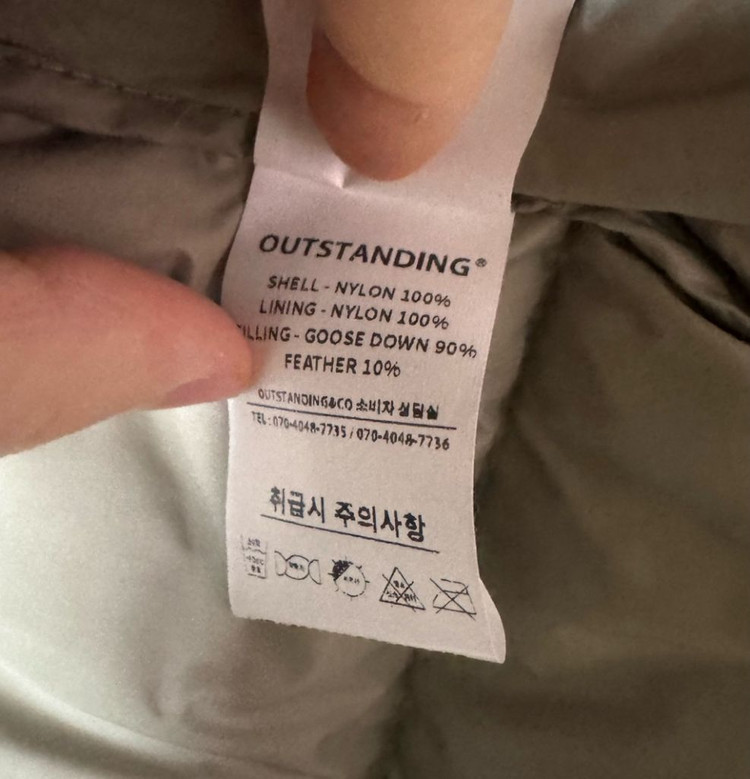 OUTSTANDING®
SHELL - NYLON 100%
LINING - NYLON 100%
ILLING - GOOSE DOWN 90%
FEATHER 10%
OUTSTANDING&CO 소비자 상담실
TEL : 070-4048-7735 / 070-4048-7736
취급시 주의사항